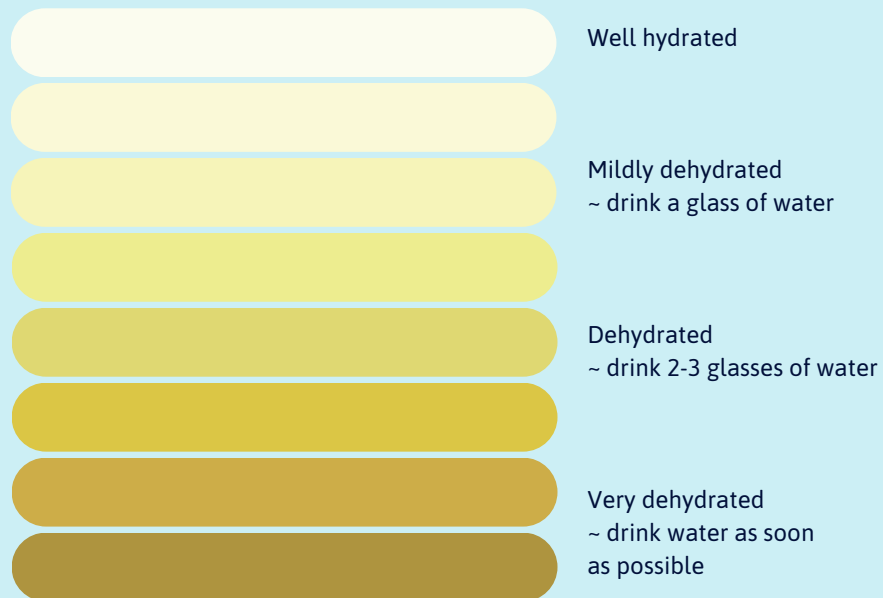 Well hydrated
Mildly dehydrated
~ drink a glass of water
Dehydrated
~ drink 2-3 glasses of water
Very dehydrated
~ drink water as soon
as possible